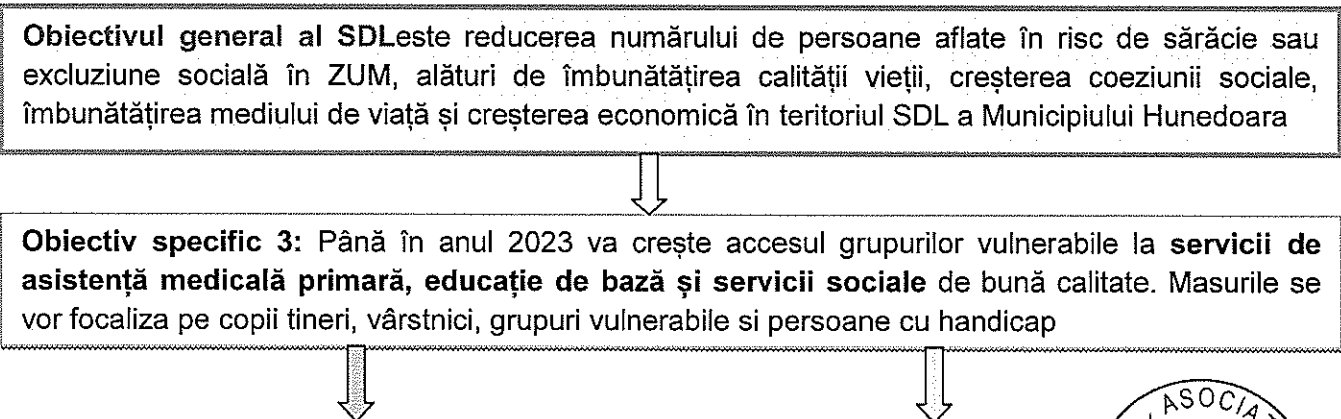 Obiectivul general al SDLeste reducerea numărului de persoane aflate în risc de sărăcie sau
excluziune socială în ZUM, alături de îmbunătățirea calității vieții, creșterea coeziunii sociale,
îmbunătățirea mediului de viață și creșterea economică în teritoriul SDL a Municipiului Hunedoara
Obiectiv specific 3: Până în anul 2023 va crește accesul grupurilor vulnerabile la servicii de
asistență medicală primară, educație de bază și servicii sociale de bună calitate. Masurile se
vor focaliza pe copii tineri, vârstnici, grupuri vulnerabile si persoane cu handicap